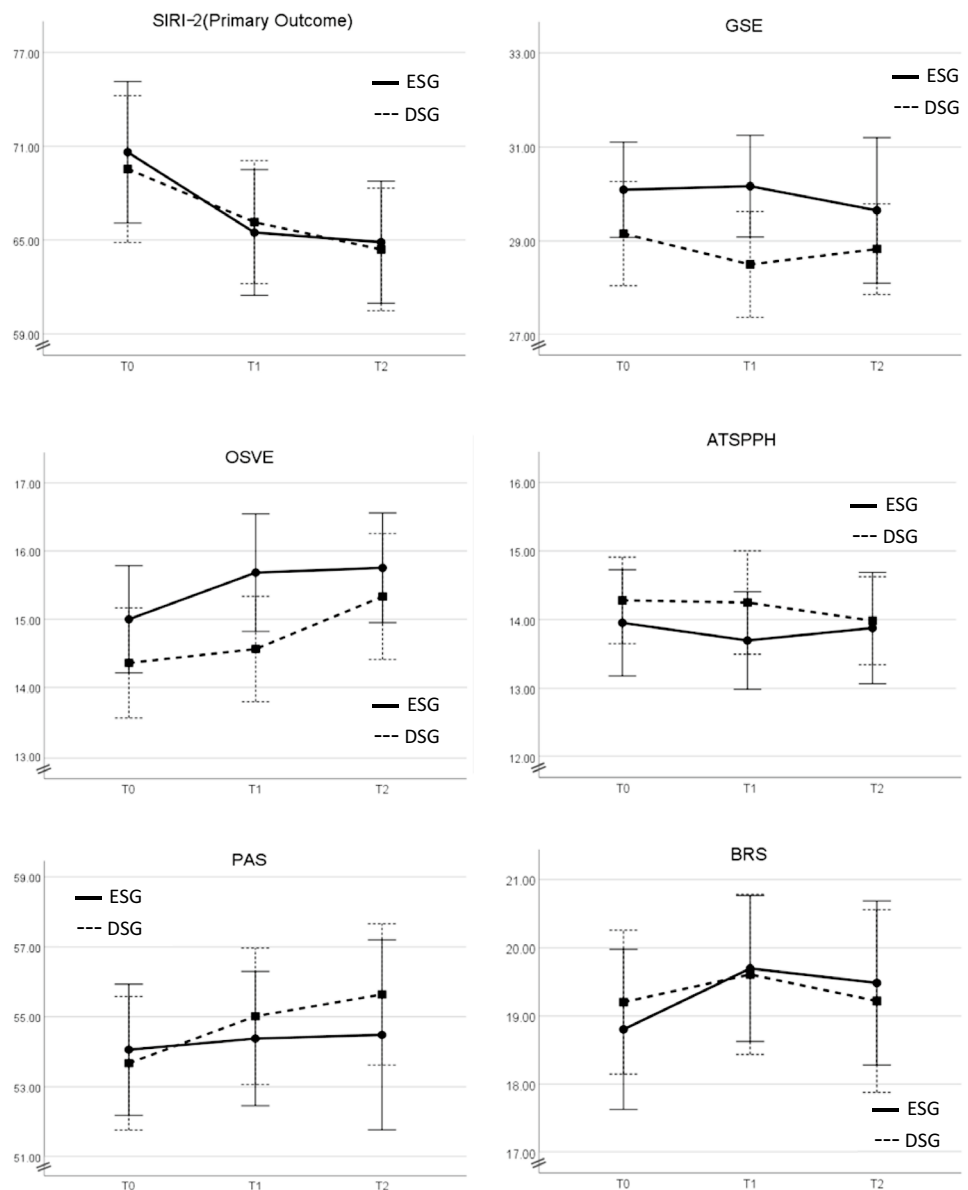 SIRI-2(Primary Outcome)
77.00
71.00
65.00
59.00
ESG
DSG
T0 T1 T2
GSE
33.00
31.00
29.00
27.00
ESG
DSG
T0 T1 T2
OSVE
17.00
16.00
15.00
14.00
13.00
ESG
DSG
T0 T1 T2
ATSPPH
16.00
15.00
14.00
13.00
12.00
ESG
DSG
T0 T1 T2
PAS
59.00
57.00
55.00
53.00
51.00
ESG
DSG
T0 T1 T2
BRS
21.00
20.00
19.00
18.00
17.00
ESG
DSG
T0 T1 T2